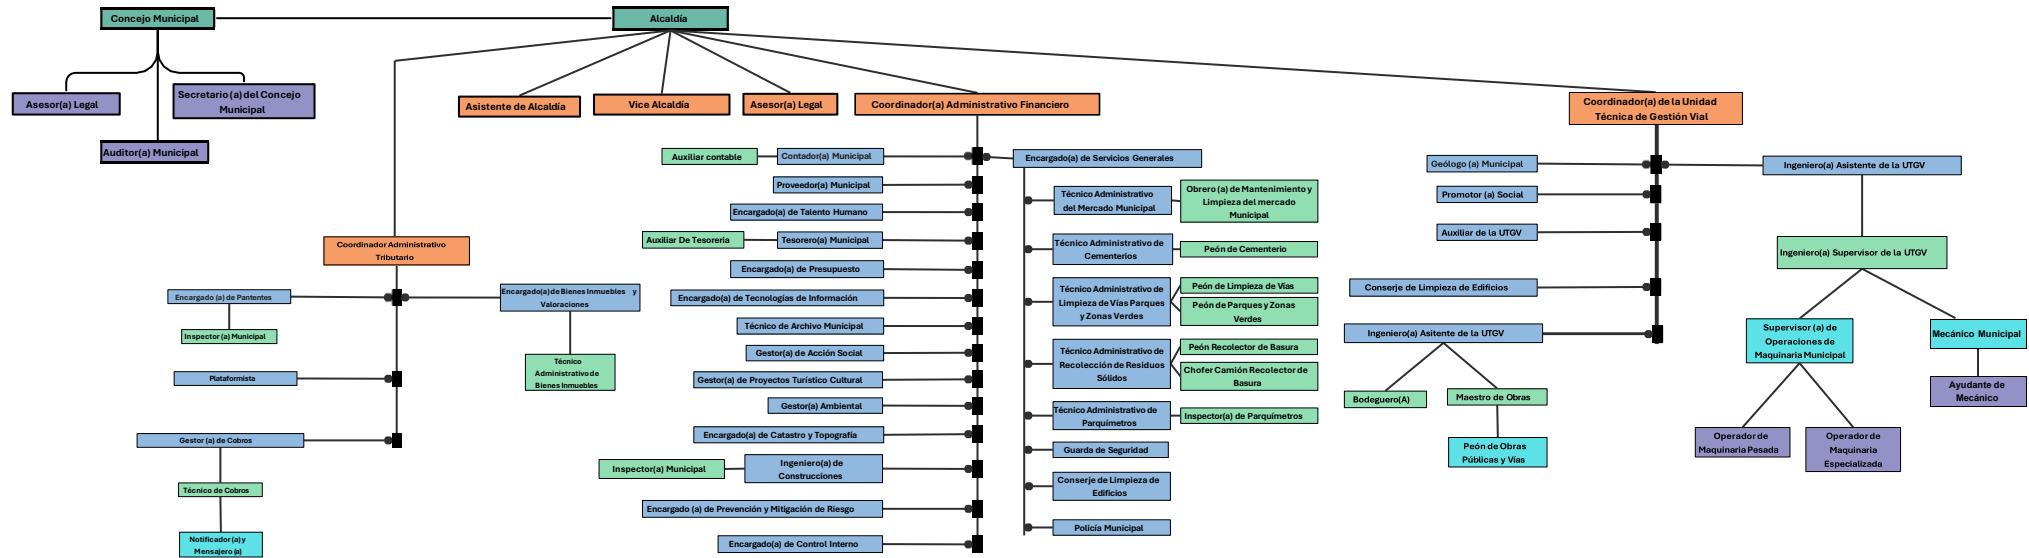 Concejo Municipal
Alcaldía
Asesor(a) Legal
Secretario (a) del Concejo
Municipal
Auditor(a) Municipal
Asistente de Alcaldía
Vice Alcaldía
Asesor(a) Legal
Coordinador(a) Administrativo Financiero
Coordinador(a) de la Unidad
Técnica de Gestión Vial
Coordinador Administrativo
Tributario
Encargado (a) de Pantentes
Inspector (a) Municipal
Plataformista
Gestor (a) de Cobros
Técnico de Cobros
Notificador (a) y
Mensajero (a)
Encargado(a) de Bienes Inmuebles y
Valoraciones
Técnico
Administrativo de
Bienes Inmuebles
Auxiliar contable
Contador(a) Municipal
Proveedor(a) Municipal
Encargado(a) de Talento Humano
Auxiliar De Tesoreria
Tesorero(a) Municipal
Encargado(a) de Presupuesto
Encargado(a) de Tecnologías de Información
Técnico de Archivo Municipal
Gestor(a) de Acción Social
Gestor(a) de Proyectos Turístico Cultural
Gestor(a) Ambiental
Encargado(a) de Catastro y Topografía
Inspector(a) Municipal
Ingeniero(a) de
Construcciones
Encargado (a) de Prevención y Mitigación de Riesgo
Encargado(a) de Control Interno
Encargado(a) de Servicios Generales
Técnico Administrativo
del Mercado Municipal
Obrero (a) de Mantenimiento y
Limpieza del mercado
Municipal
Técnico Administrativo de
Cementerios
Peón de Cementerio
Técnico Administrativo de
Limpieza de Vías Parques
y Zonas Verdes
Peón de Limpieza de Vías
Peón de Parques y Zonas
Verdes
Técnico Administrativo de
Recolección de Residuos
Sólidos
Peón Recolector de Basura
Chofer Camión Recolector de
Basura
Técnico Administrativo de
Parquímetros
Inspector(a) de Parquímetros
Guarda de Seguridad
Conserje de Limpieza de
Edificios
Policía Municipal
Geólogo (a) Municipal
Promotor (a) Social
Auxiliar de la UTGV
Conserje de Limpieza de Edificios
Ingeniero(a) Asitente de la UTGV
Bodeguero(A)
Maestro de Obras
Peón de Obras
Públicas y Vías
Ingeniero(a) Asistente de la UTGV
Ingeniero(a) Supervisor de la UTGV
Supervisor (a) de
Operaciones de
Maquinaria Municipal
Mecánico Municipal
Ayudante de
Mecánico
Operador de
Maquinaria Pesada
Operador de
Maquinaria
Especializada